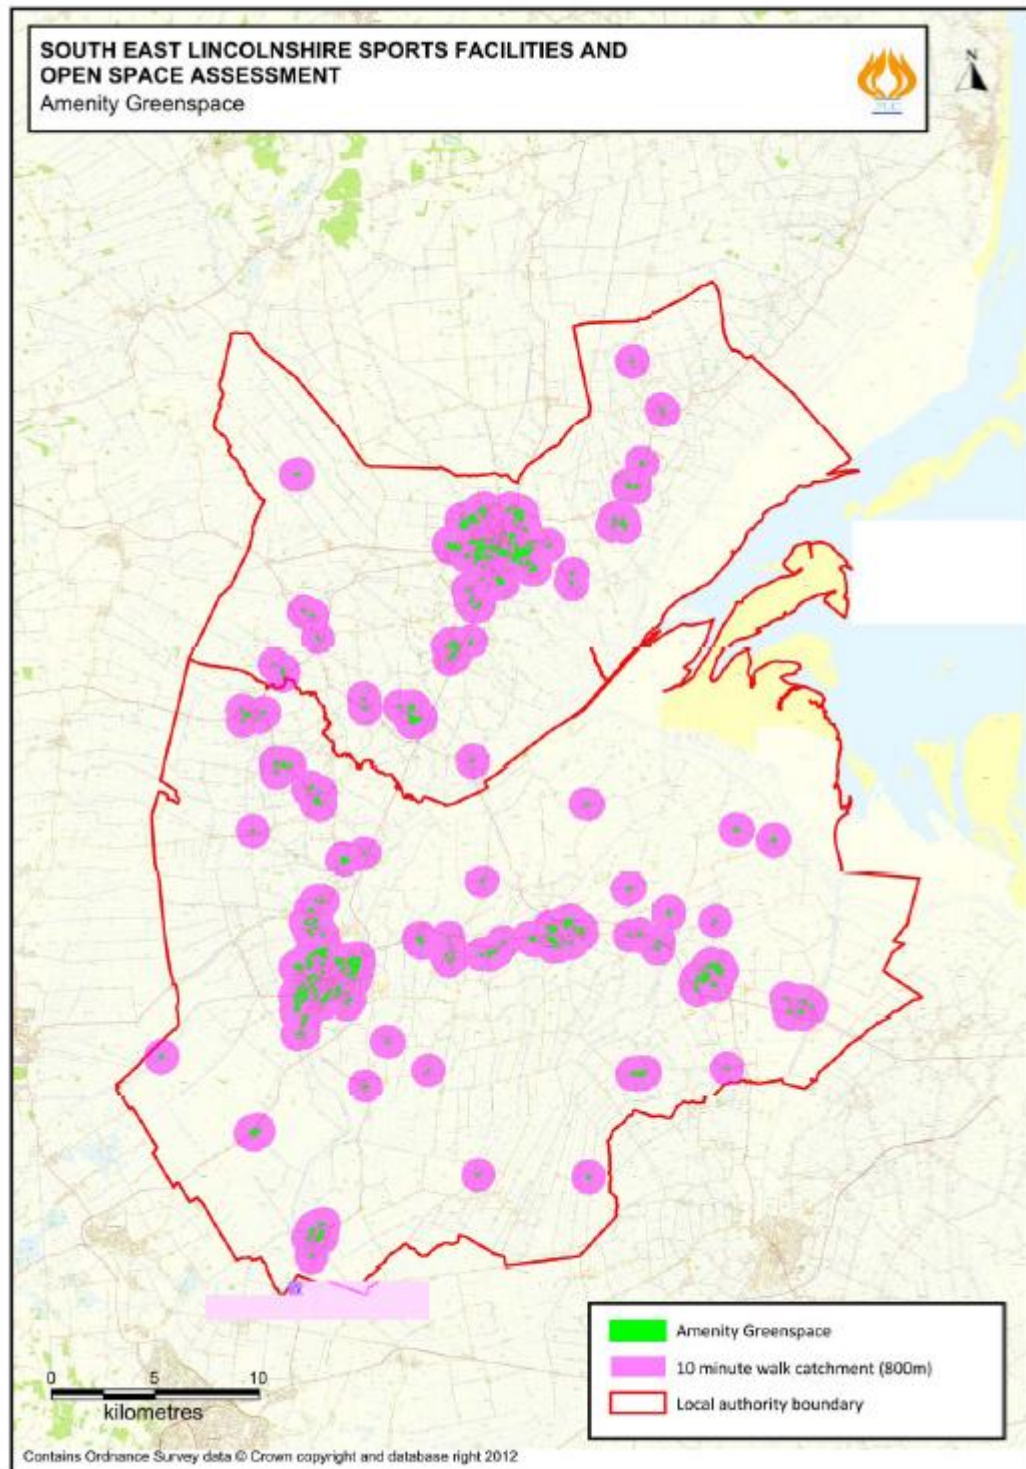 SOUTH EAST LINCOLNSHIRE SPORTS FACILITIES AND
OPEN SPACE ASSESSMENT
Amenity Greenspace
N
Amenity Greenspace
10 minute walk catchment (800m)
Local authority boundary
0 5 10
kilometres
Contains Ordnance Survey data © Crown copyright and database right 2012